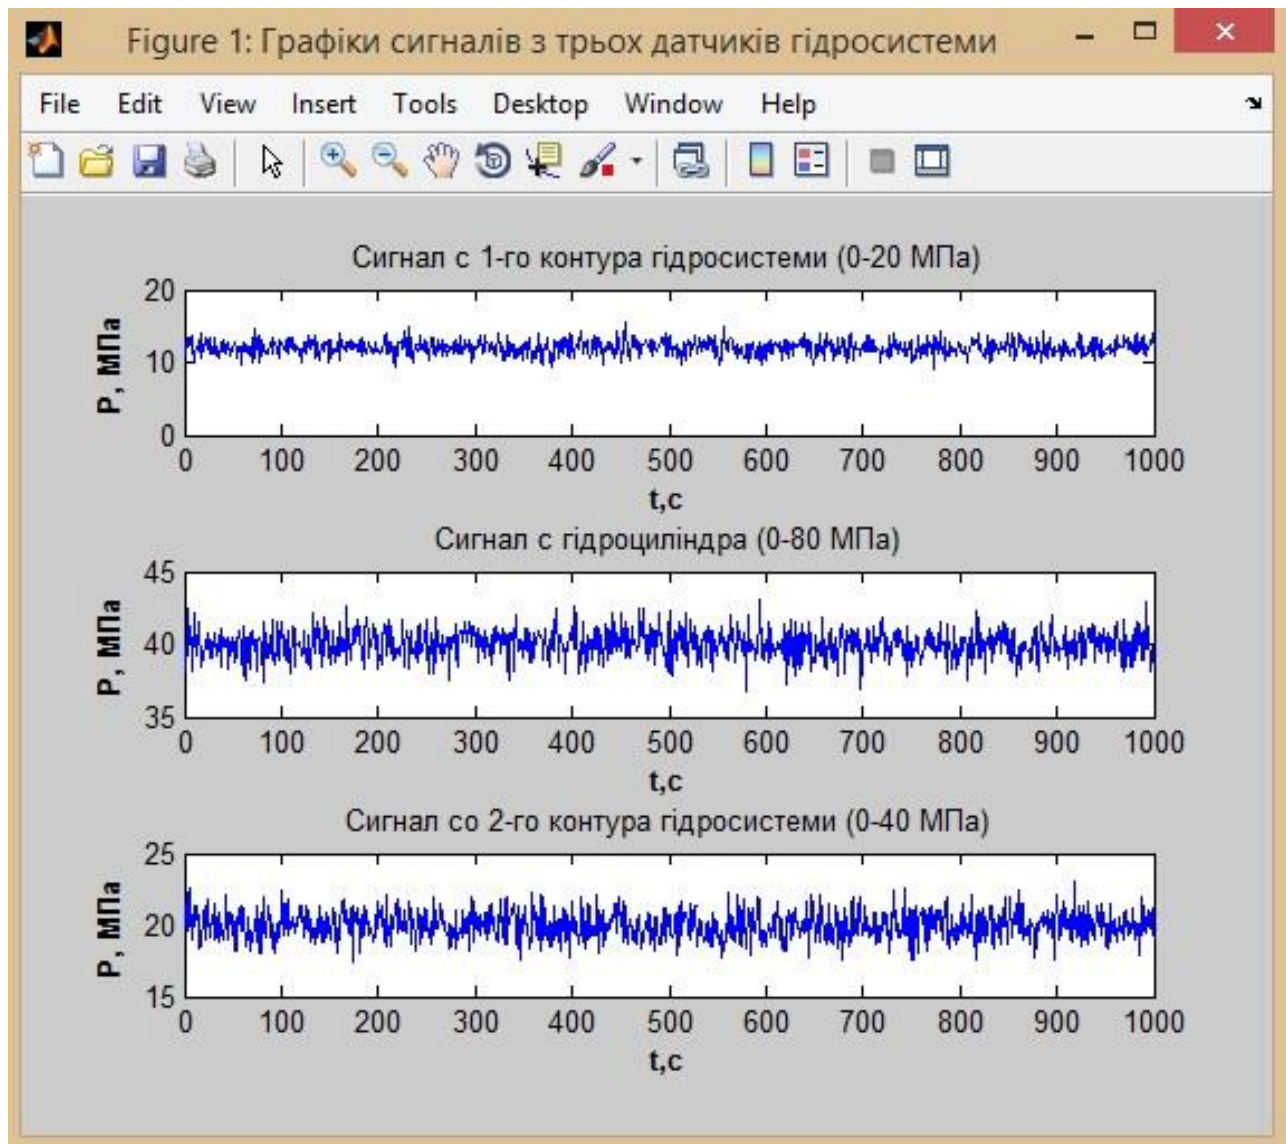 Figure 1: Графіки сигналів з трьох датчиків гідросистеми
File Edit View Insert Tools Desktop Window Help
Сигнал с 1-го контура гідросистеми (0-20 МПа)
20
10
0
P, МПа
0 100 200 300 400 500 600 700 800 900 1000
t,c
Сигнал с гідроциліндра (0-80 МПа)
45
40
35
P, МПа
0 100 200 300 400 500 600 700 800 900 1000
t,c
Сигнал со 2-го контура гідросистеми (0-40 МПа)
25
20
15
P, МПа
0 100 200 300 400 500 600 700 800 900 1000
t,c